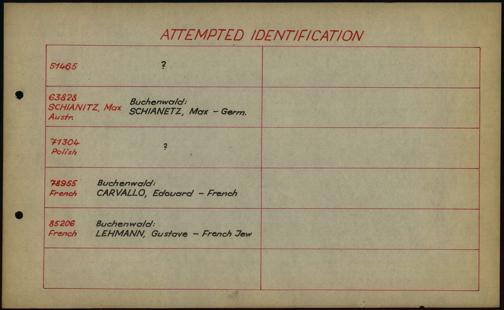 ATTEMPTED IDENTIFICATION
51465
?
63828
SCHIANITZ, Max
Austr.
Buchenwald:
SCHIANETZ, Max – Germ.
71304
Polish
?
78955
French
Buchenwald:
CARVALLO, Edouard – French
85206
French
Buchenwald:
LEHMANN, Gustave – French Jew